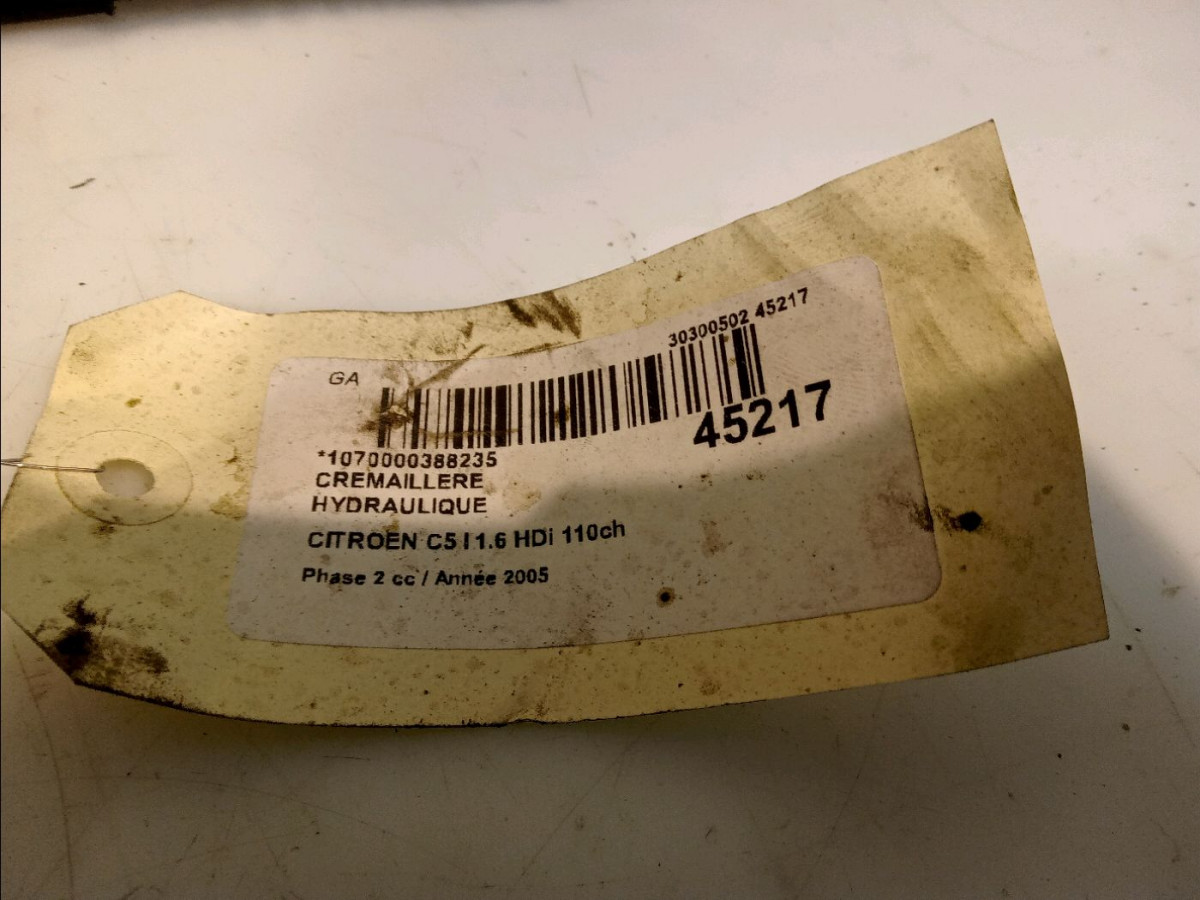 GA
30300502 45217
45217
*1070000388235
CREMAILLERE
HYDRAULIQUE
CITROEN C5 I 1.6 HDi 110ch
Phase 2 cc / Année 2005